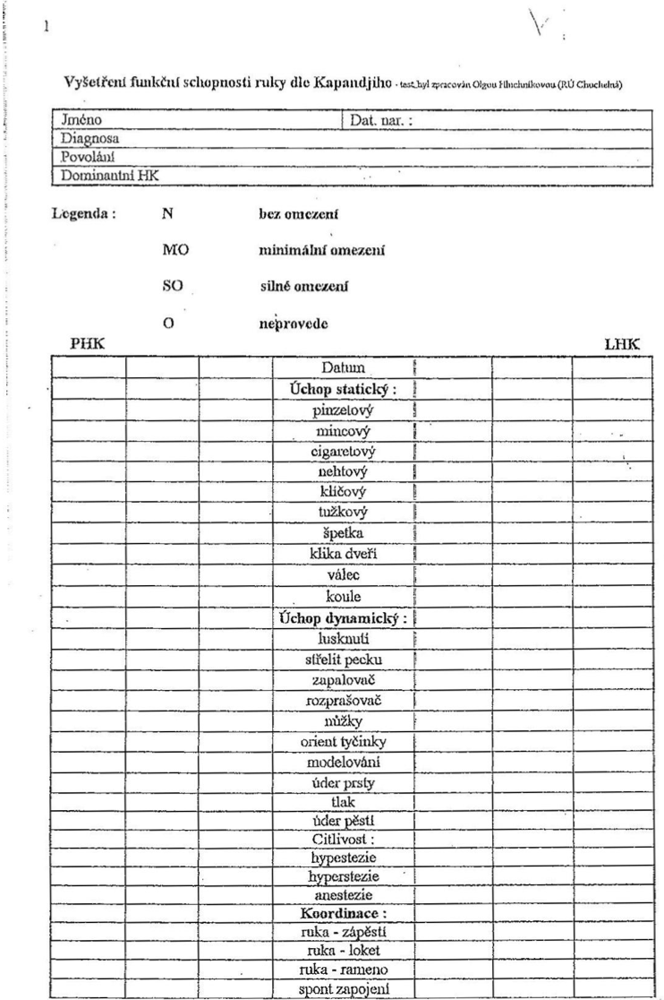 1
Vyšetření funkční schopnosti ruky dle Kapandjiho - test byl zpracován Olgou Hluchníkovou (RÚ Chuchelná)
Jméno Dat. nar. :
Diagnosa
Povolání
Dominantní HK
Legenda : N bez omezení
MO minimální omezení
SO silné omezení
O neprovede
PHK LHK
Datum
Úchop statický :
pinzetový
mincový
cigaretový
nehtový
klíčový
tužkový
špetka
klika dveří
válec
koule
Úchop dynamický :
lusknutí
střelit pecku
zapalovač
rozprašovač
nůžky
orient tyčinky
modelování
úder prsty
tlak
úder pěstí
Citlivost :
hypestezie
hyperstezie
anestezie
Koordinace :
ruka - zápěstí
ruka - loket
ruka - rameno
spont zapojení